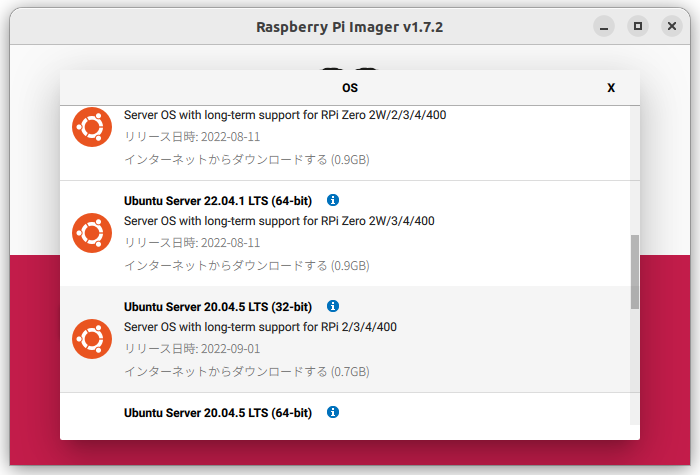 Raspberry Pi Imager v1.7.2
OS
X
Server OS with long-term support for RPi Zero 2W/2/3/4/400
リリース日時: 2022-08-11
インターネットからダウンロードする (0.9GB)
Ubuntu Server 22.04.1 LTS (64-bit)
Server OS with long-term support for RPi Zero 2W/3/4/400
リリース日時: 2022-08-11
インターネットからダウンロードする (0.9GB)
Ubuntu Server 20.04.5 LTS (32-bit)
Server OS with long-term support for RPi 2/3/4/400
リリース日時: 2022-09-01
インターネットからダウンロードする (0.7GB)
Ubuntu Server 20.04.5 LTS (64-bit)